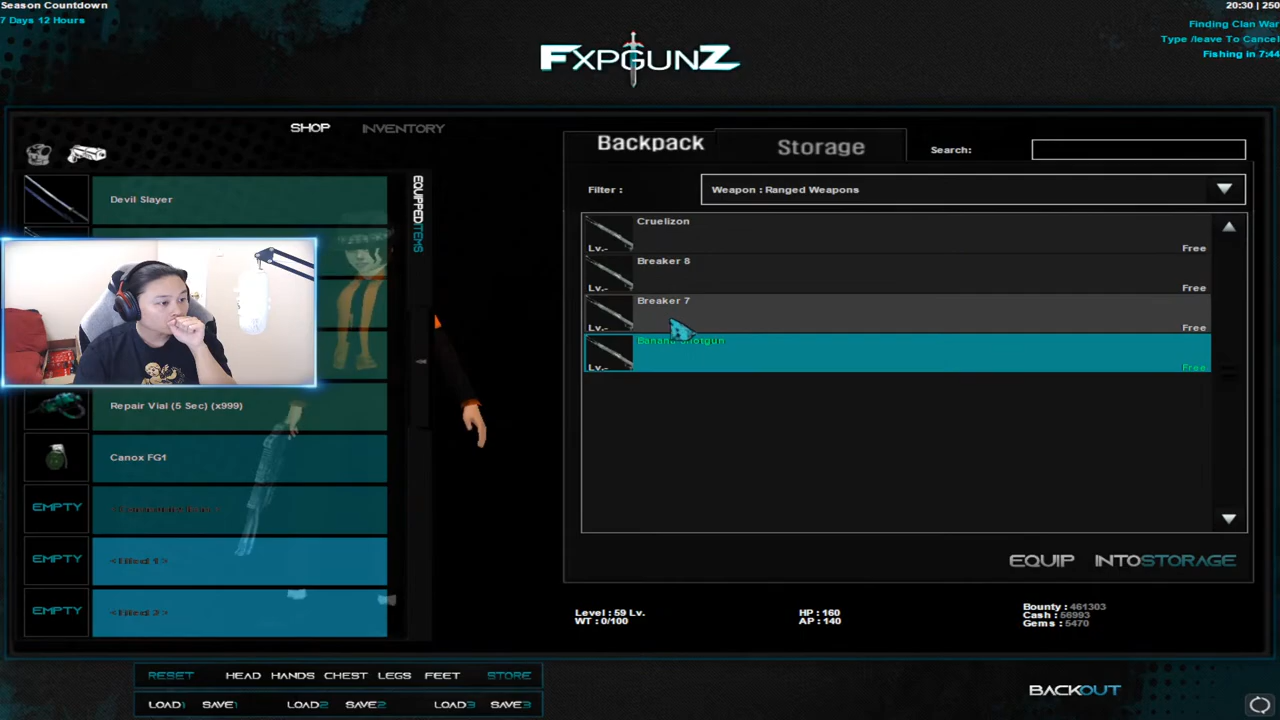 Season Countdown
7 Days 12 Hours
20:30 | 250
Finding Clan War
Type /leave To Cancel
Fishing in 7:44
FXPGUNZ
SHOP
INVENTORY
Backpack
Storage
Search:
Filter :
Weapon : Ranged Weapons
EQUIPPEDITEMS
Devil Slayer
Repair Vial (5 Sec) (x999)
Canox FG1
EMPTY
EMPTY
EMPTY
Cruelizon
Lv.-
Free
Breaker 8
Lv.-
Free
Breaker 7
Lv.-
Free
Banana Shotgun
Lv.-
Free
EQUIP
INTOSTORAGE
Level : 59 Lv.
WT : 0/100
HP : 160
AP : 140
Bounty : 461303
Cash : 56993
Gems : 5470
RESET
HEAD
HANDS
CHEST
LEGS
FEET
STORE
LOAD1
SAVE1
LOAD2
SAVE2
LOAD3
SAVE3
BACKOUT